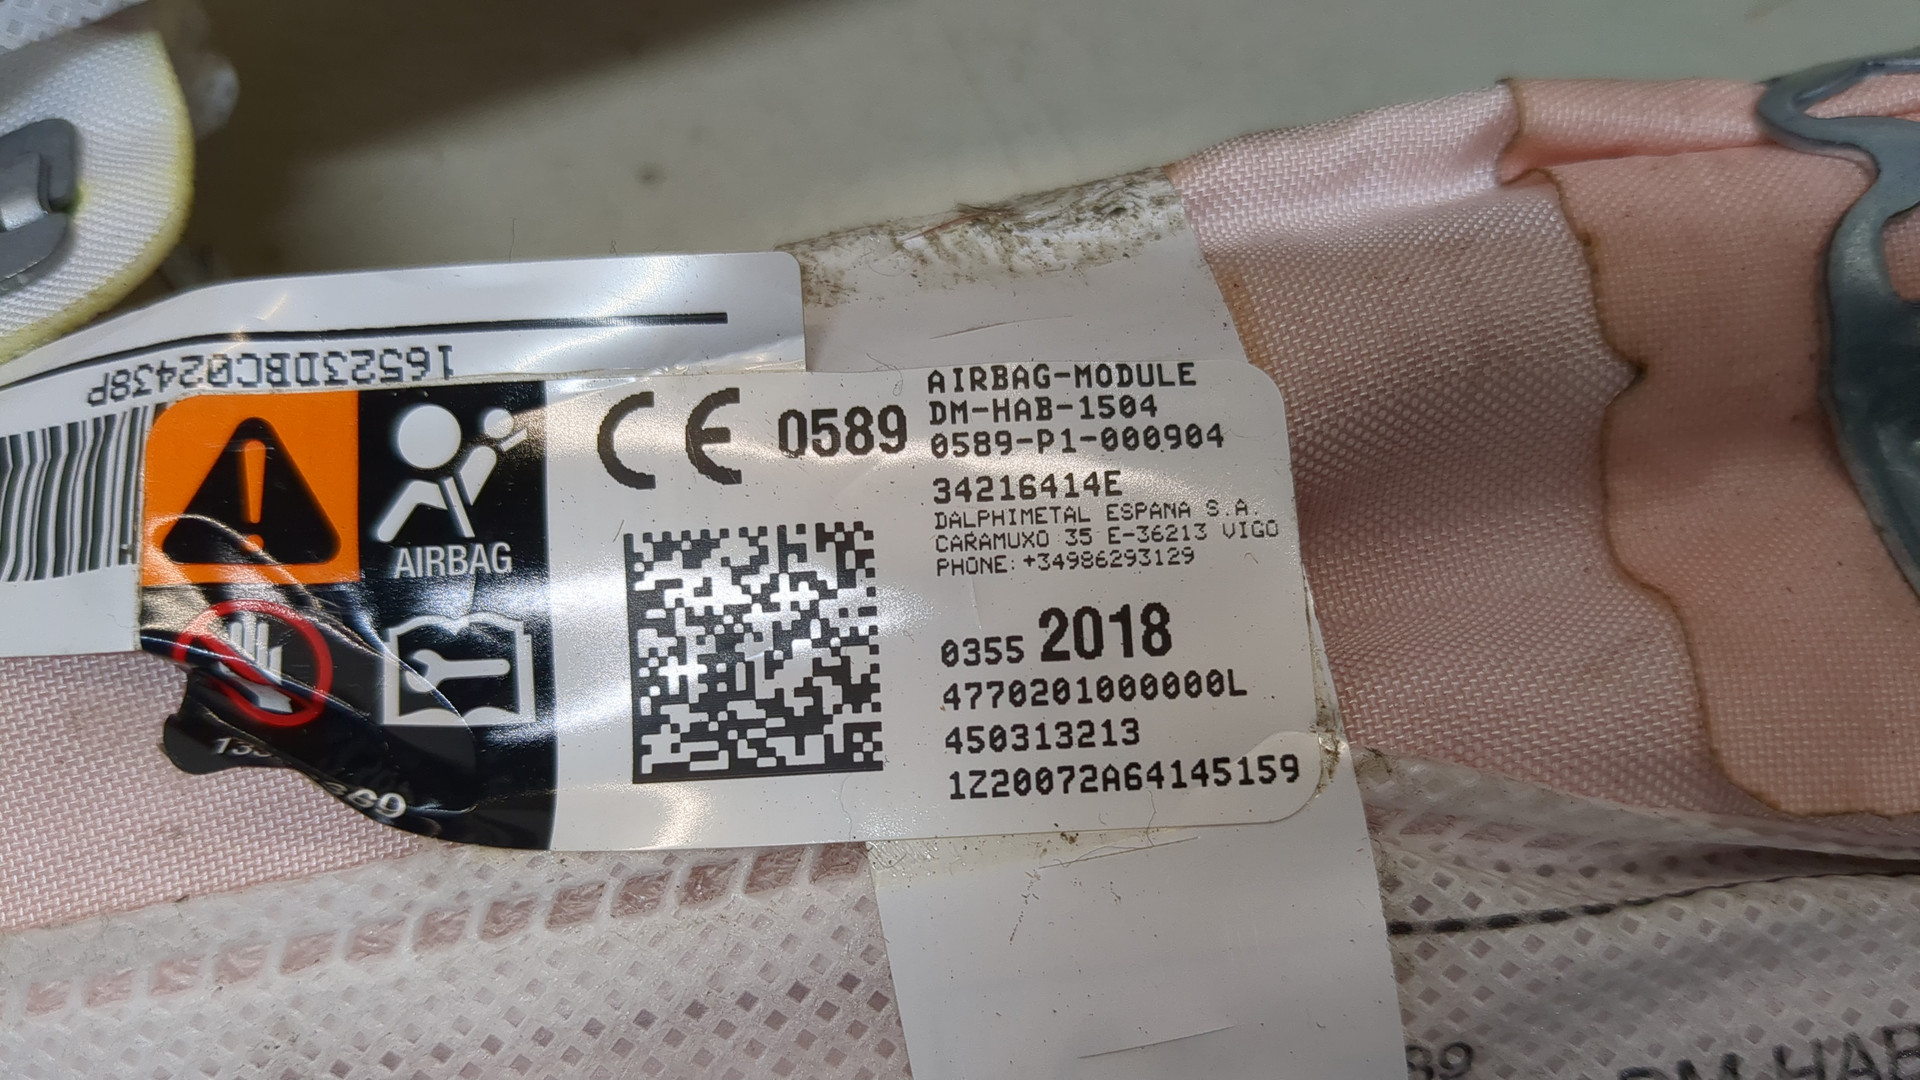 16523DBC02438P
AIRBAG
CE 0589
AIRBAG-MODULE
DM-HAB-1504
0589-P1-000904
34216414E
DALPHIMETAL ESPANA S.A.
CARAMUXO 35 E-36213 VIGO
PHONE:+34986293129
0355 2018
4770201000000L
450313213
1Z20072A64145159